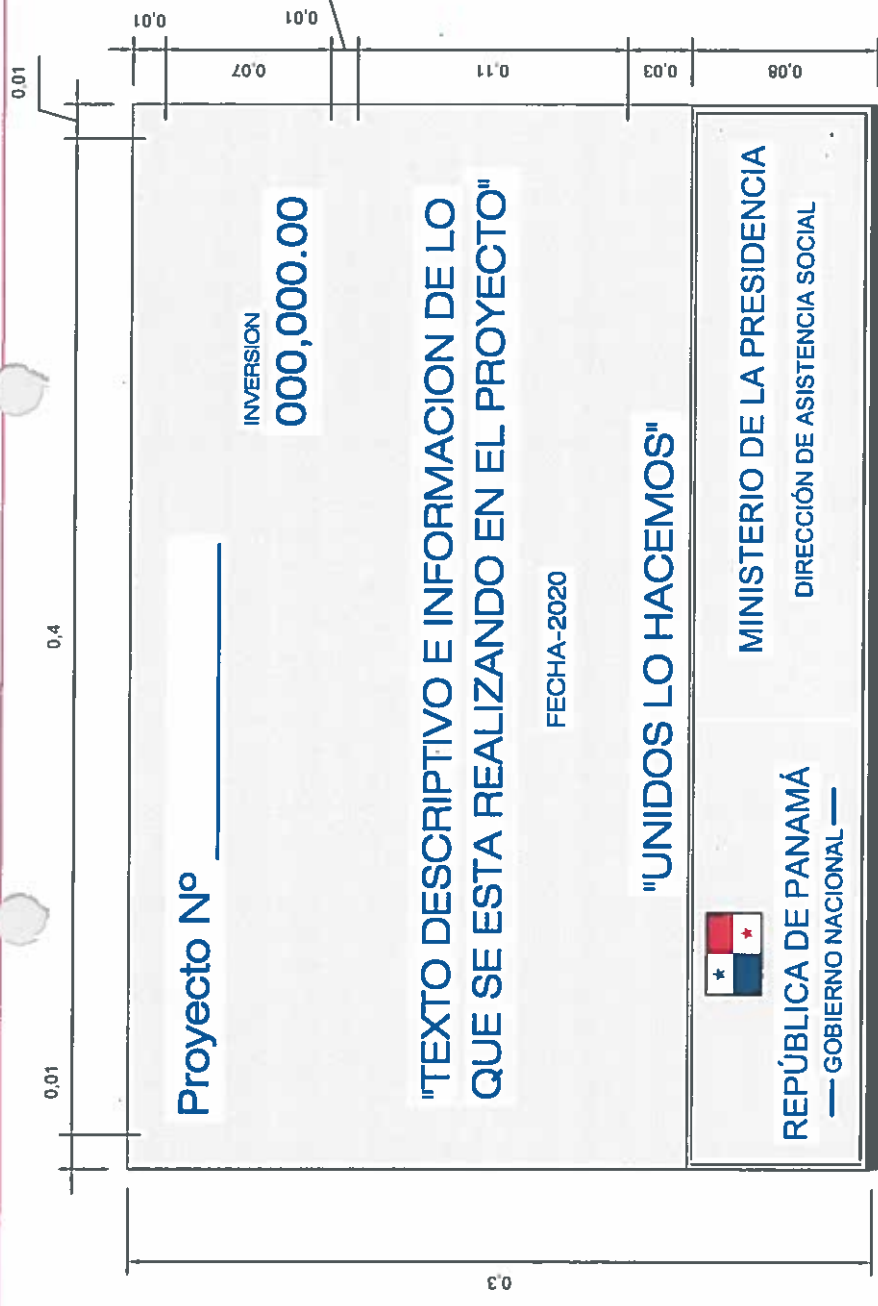 0,01
0,4
0,01
0,01
0,07
0,01
0,11
0,03
0,08
0,3
Proyecto Nº
INVERSION
000,000.00
"TEXTO DESCRIPTIVO E INFORMACION DE LO
QUE SE ESTA REALIZANDO EN EL PROYECTO"
FECHA-2020
"UNIDOS LO HACEMOS"
REPÚBLICA DE PANAMÁ
— GOBIERNO NACIONAL —
MINISTERIO DE LA PRESIDENCIA
DIRECCIÓN DE ASISTENCIA SOCIAL